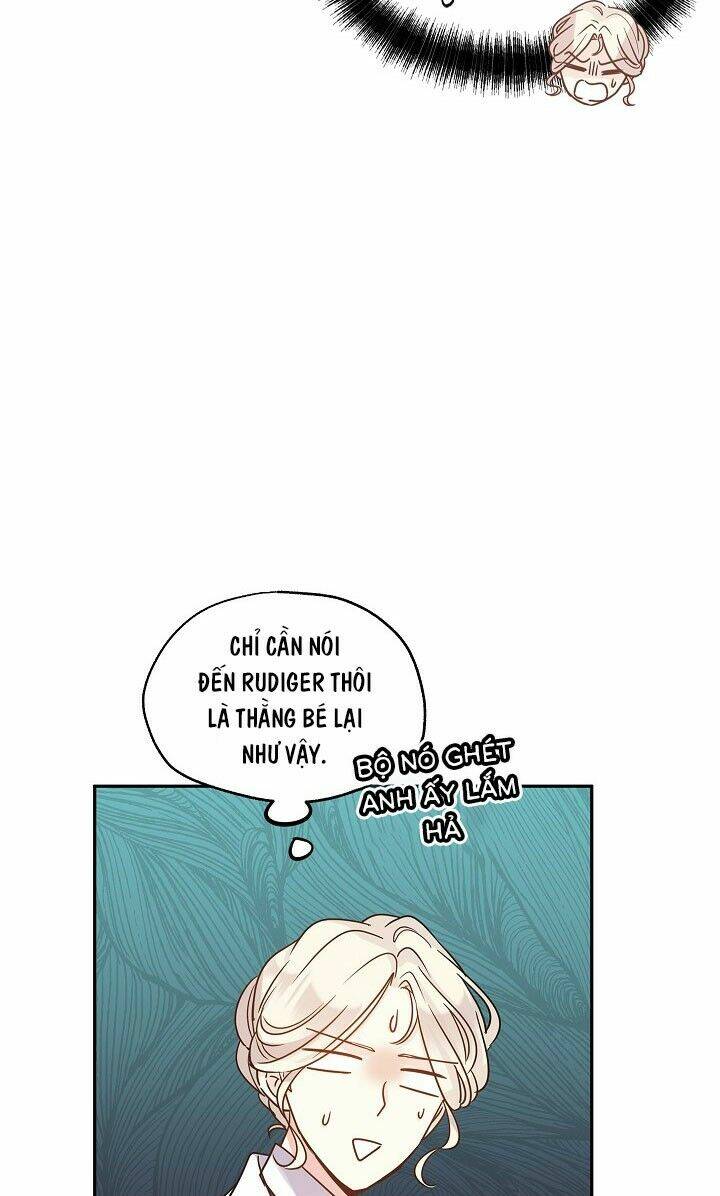 CHỈ CẦN NÓI
ĐẾN RUDIGER THÔI
LÀ THẰNG BÉ LẠI
NHƯ VẬY.
BỘ NÓ GHÉT
ANH ẤY LẮM
HẢ